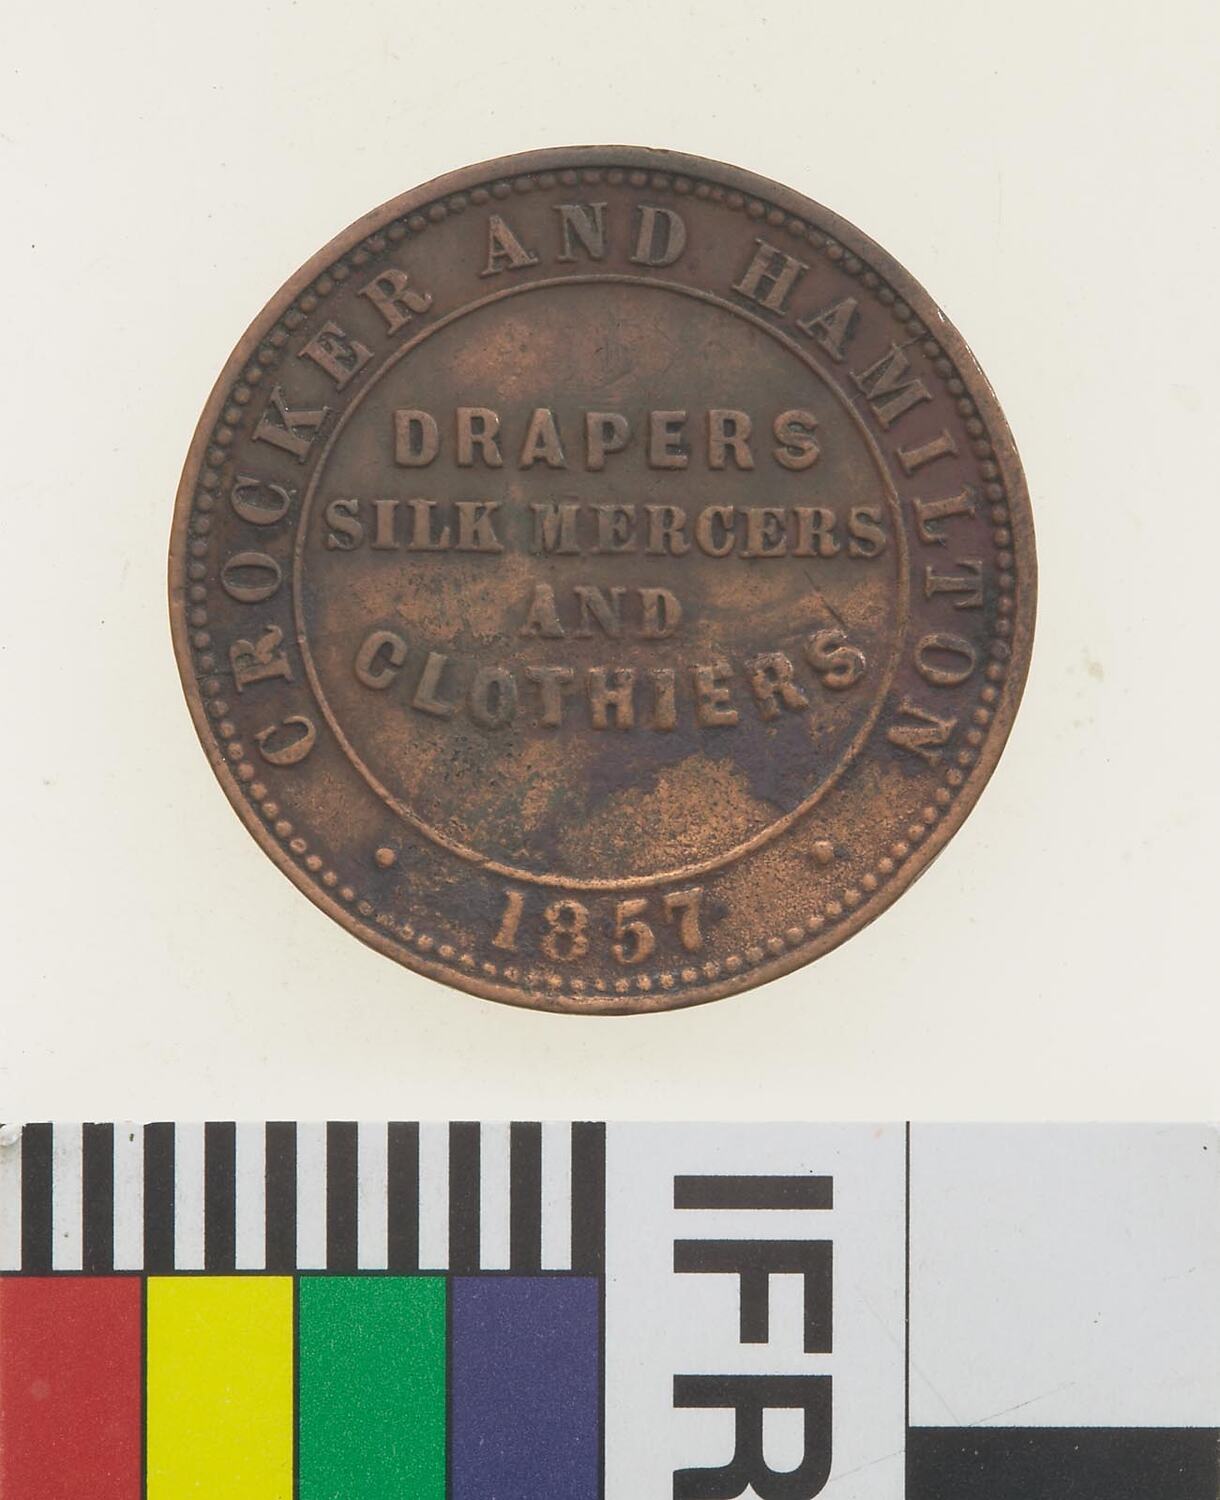 CROCKER AND HAMILTON
DRAPERS
SILK MERCERS
AND
CLOTHIERS
1857
IFR